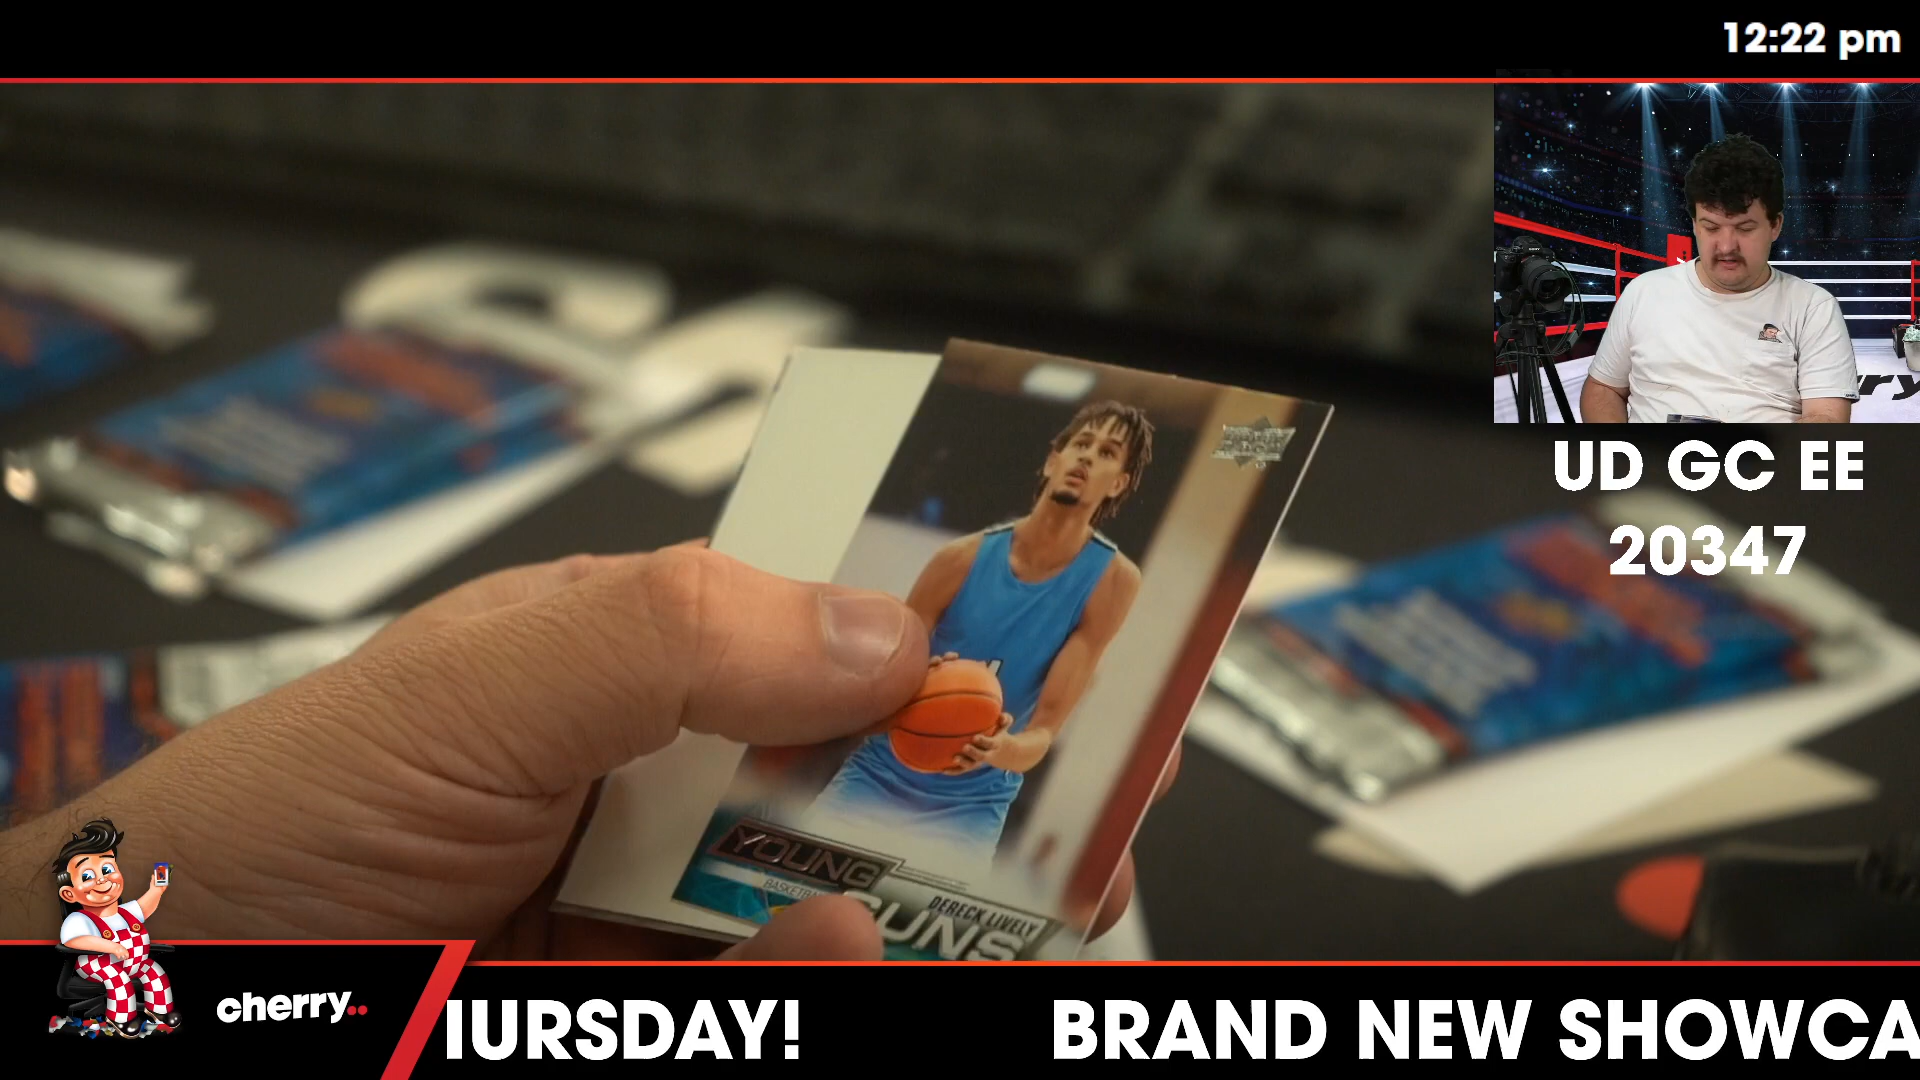 12:22 pm
UD GC EE
20347
YOUNG
GUNS
DERECK LIVELY
cherry..
IURSDAY!
BRAND NEW SHOWCA